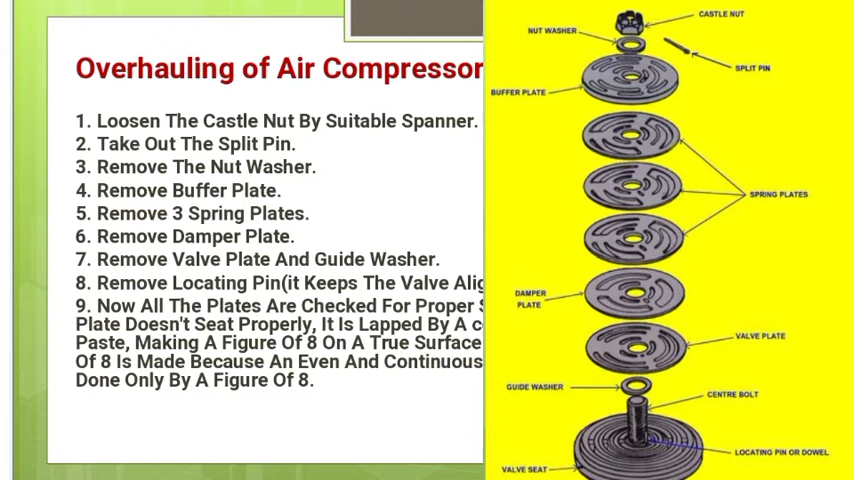 Overhauling of Air Compressor
1. Loosen The Castle Nut By Suitable Spanner.
2. Take Out The Split Pin.
3. Remove The Nut Washer.
4. Remove Buffer Plate.
5. Remove 3 Spring Plates.
6. Remove Damper Plate.
7. Remove Valve Plate And Guide Washer.
8. Remove Locating Pin(it Keeps The Valve
9. Now All The Plates Are Checked For Proper
Plate Doesn't Seat Properly, It Is Lapped By A
Paste, Making A Figure Of 8 On A True Surface
Of 8 Is Made Because An Even And Continuous
Done Only By A Figure Of 8.
CASTLE NUT
NUT WASHER
SPLIT PIN
BUFFER PLATE
SPRING PLATES
DAMPER
PLATE
VALVE PLATE
GUIDE WASHER
CENTRE BOLT
LOCATING PIN OR DOWEL
VALVE SEAT